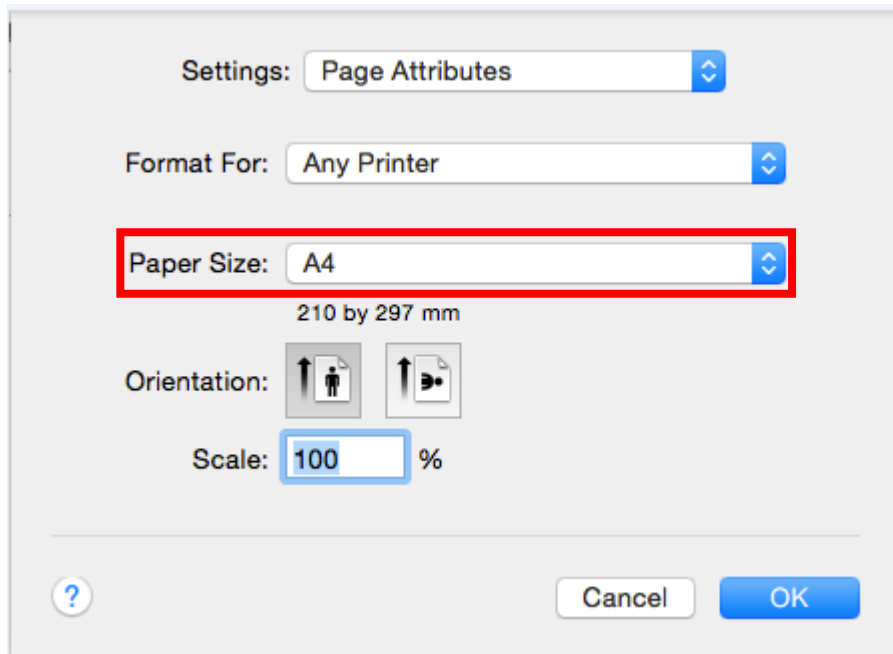 Settings: Page Attributes
Format For: Any Printer
Paper Size: A4
210 by 297 mm
Orientation:
Scale: 100 %
? Cancel OK